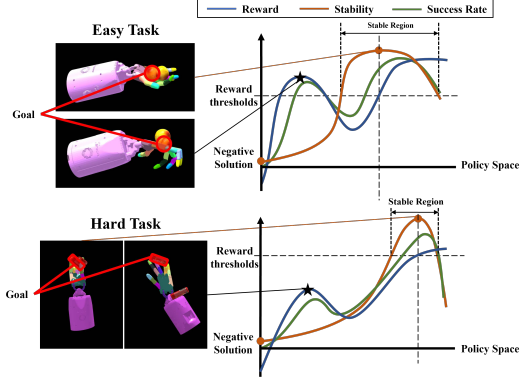 Reward Stability Success Rate
Easy Task
Stable Region
Goal
Reward
thresholds
Negative
Solution
Policy Space
Hard Task
Stable Region
Goal
Reward
thresholds
Negative
Solution
Policy Space